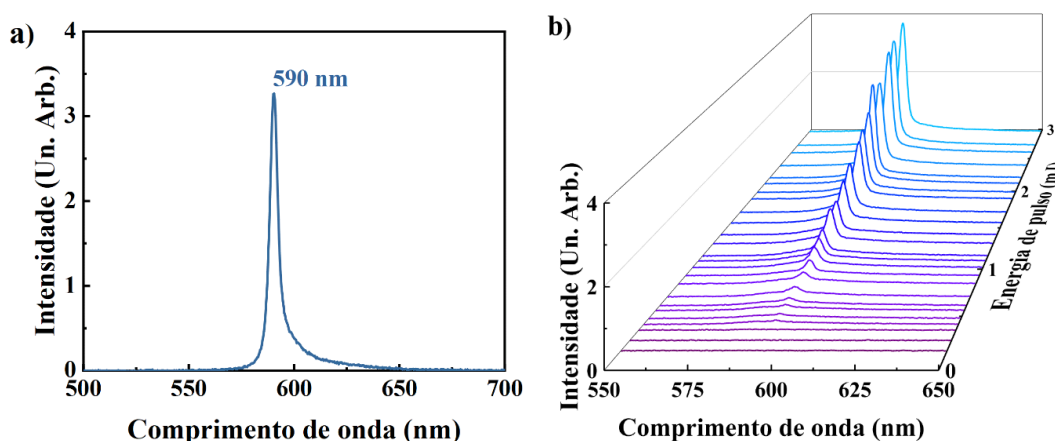 a)
4
3
2
1
0
590 nm
Intensidade (Un. Arb.)
500
550
600
650
700
Comprimento de onda (nm)
b)
4
2
0
Intensidade (Un. Arb.)
550
575
600
625
650
Comprimento de onda (nm)
0
1
2
3
Energia de pulso (mJ)